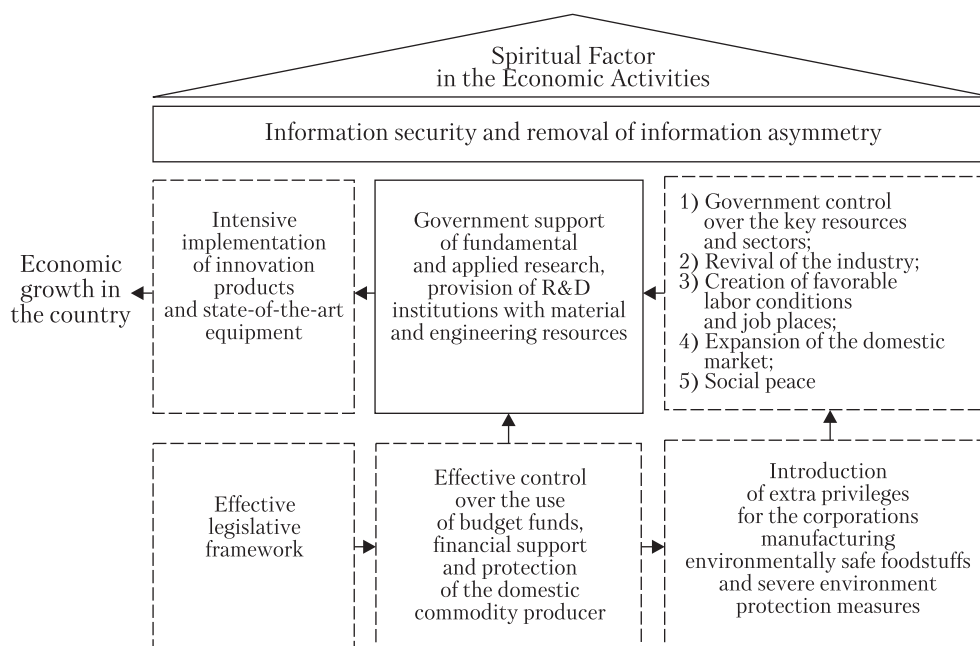 Spiritual Factor
in the Economic Activities
Information security and removal of information asymmetry
Economic
growth in
the country
Intensive
implementation
of innovation
products
and state-of-the-art
equipment
Government support
of fundamental
and applied research,
provision of R&D
institutions with material
and engineering resources
1) Government control
over the key resources
and sectors;
2) Revival of the industry;
3) Creation of favorable
labor conditions
and job places;
4) Expansion of the domestic
market;
5) Social peace
Effective
legislative
framework
Effective control
over the use
of budget funds,
financial support
and protection
of the domestic
commodity producer
Introduction
of extra privileges
for the corporations
manufacturing
environmentally safe foodstuffs
and severe environment
protection measures